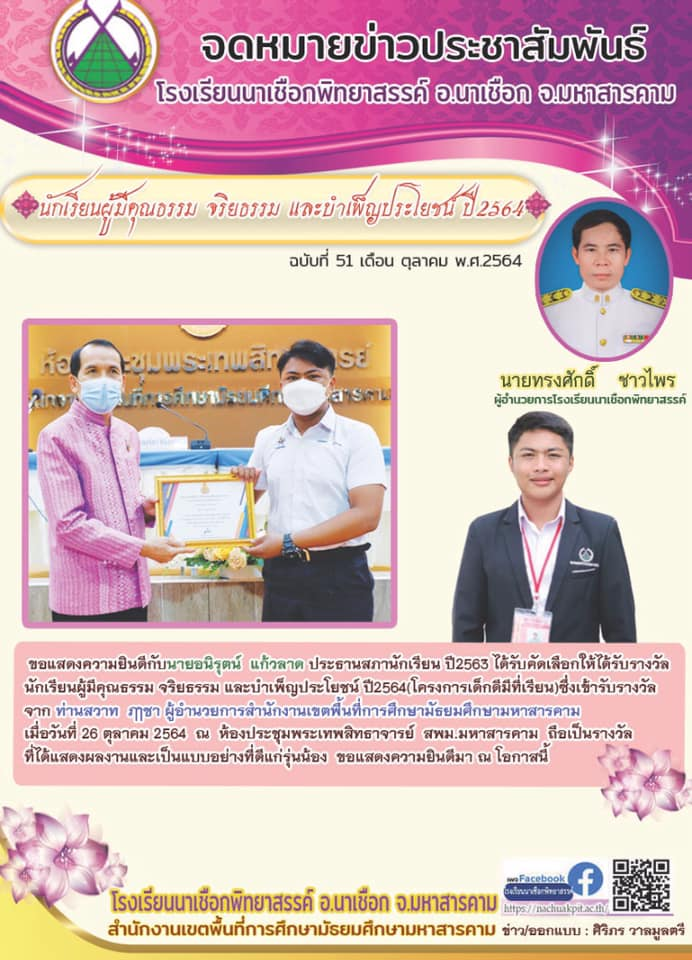 จดหมายข่าวประชาสัมพันธ์
โรงเรียนนาเชือกพิทยาสรรค์ อ.นาเชือก จ.มหาสารคาม
นักเรียนผู้มีคุณธรรม จริยธรรม และบำเพ็ญประโยชน์ ปี2564
ฉบับที่ 51 เดือน ตุลาคม พ.ศ.2564
นายทรงศักดิ์ ชาวไพร
ผู้อำนวยการโรงเรียนนาเชือกพิทยาสรรค์
ขอแสดงความยินดีกับนายอนิรุตน์ แก้วลาด ประธานสภานักเรียน ปี2563 ได้รับคัดเลือกให้ได้รับรางวัล
นักเรียนผู้มีคุณธรรม จริยธรรม และบำเพ็ญประโยชน์ ปี2564(โครงการเด็กดีมีที่เรียน)ซึ่งเข้ารับรางวัล
จาก ท่านสวาท ฦๅชา ผู้อำนวยการสำนักงานเขตพื้นที่การศึกษามัธยมศึกษามหาสารคาม
เมื่อวันที่ 26 ตุลาคม 2564 ณ ห้องประชุมพระเทพสิทธาจารย์ สพม.มหาสารคาม ถือเป็นรางวัล
ที่ได้แสดงผลงานและเป็นแบบอย่างที่ดีแก่รุ่นน้อง ขอแสดงความยินดีมา ณ โอกาสนี้
เพจ Facebook
โรงเรียนนาเชือกพิทยาสรรค์
https://nachuakpit.ac.th/
โรงเรียนนาเชือกพิทยาสรรค์ อ.นาเชือก จ.มหาสารคาม
สำนักงานเขตพื้นที่การศึกษามัธยมศึกษามหาสารคาม ข่าว/ออกแบบ : ศิริภร วาลมูลตรี